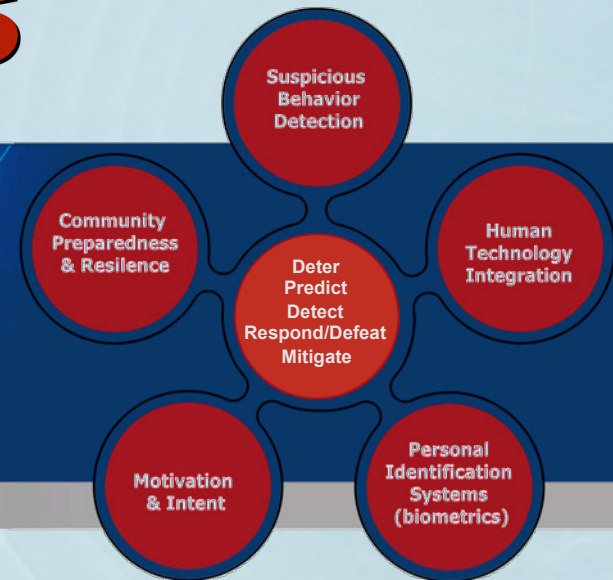 Suspicious
Behavior
Detection
Community
Preparedness
& Resilence
Human
Technology
Integration
Deter
Predict
Detect
Respond/Defeat
Mitigate
Motivation
& Intent
Personal
Identification
Systems
(biometrics)